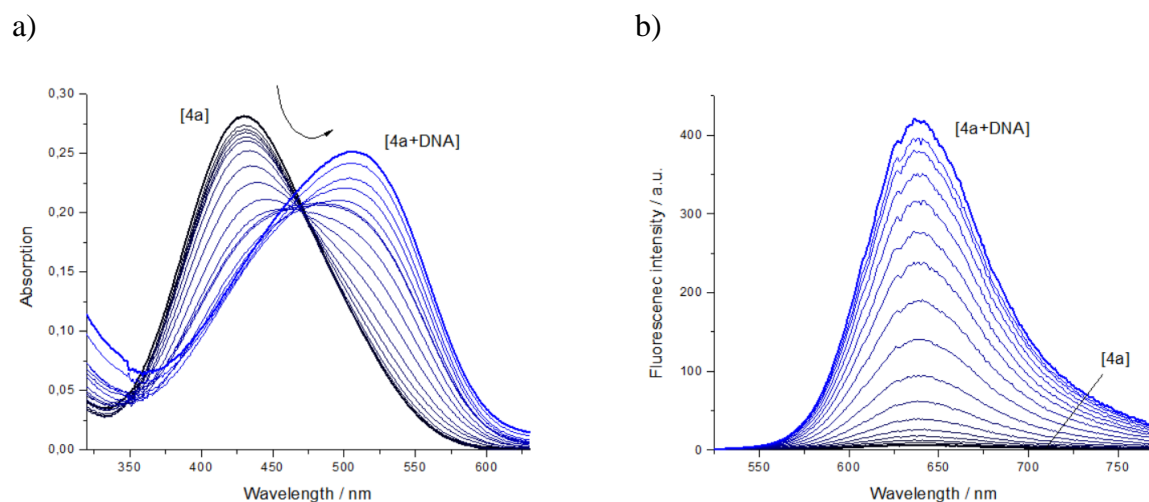 a)
b)
0,30
0,25
0,20
0,15
0,10
0,05
0,00
Absorption
350
400
450
500
550
600
Wavelength / nm
[4a]
[4a+DNA]
400
300
200
100
0
Fluorescenec intensity / a.u.
550
600
650
700
750
Wavelength / nm
[4a+DNA]
[4a]